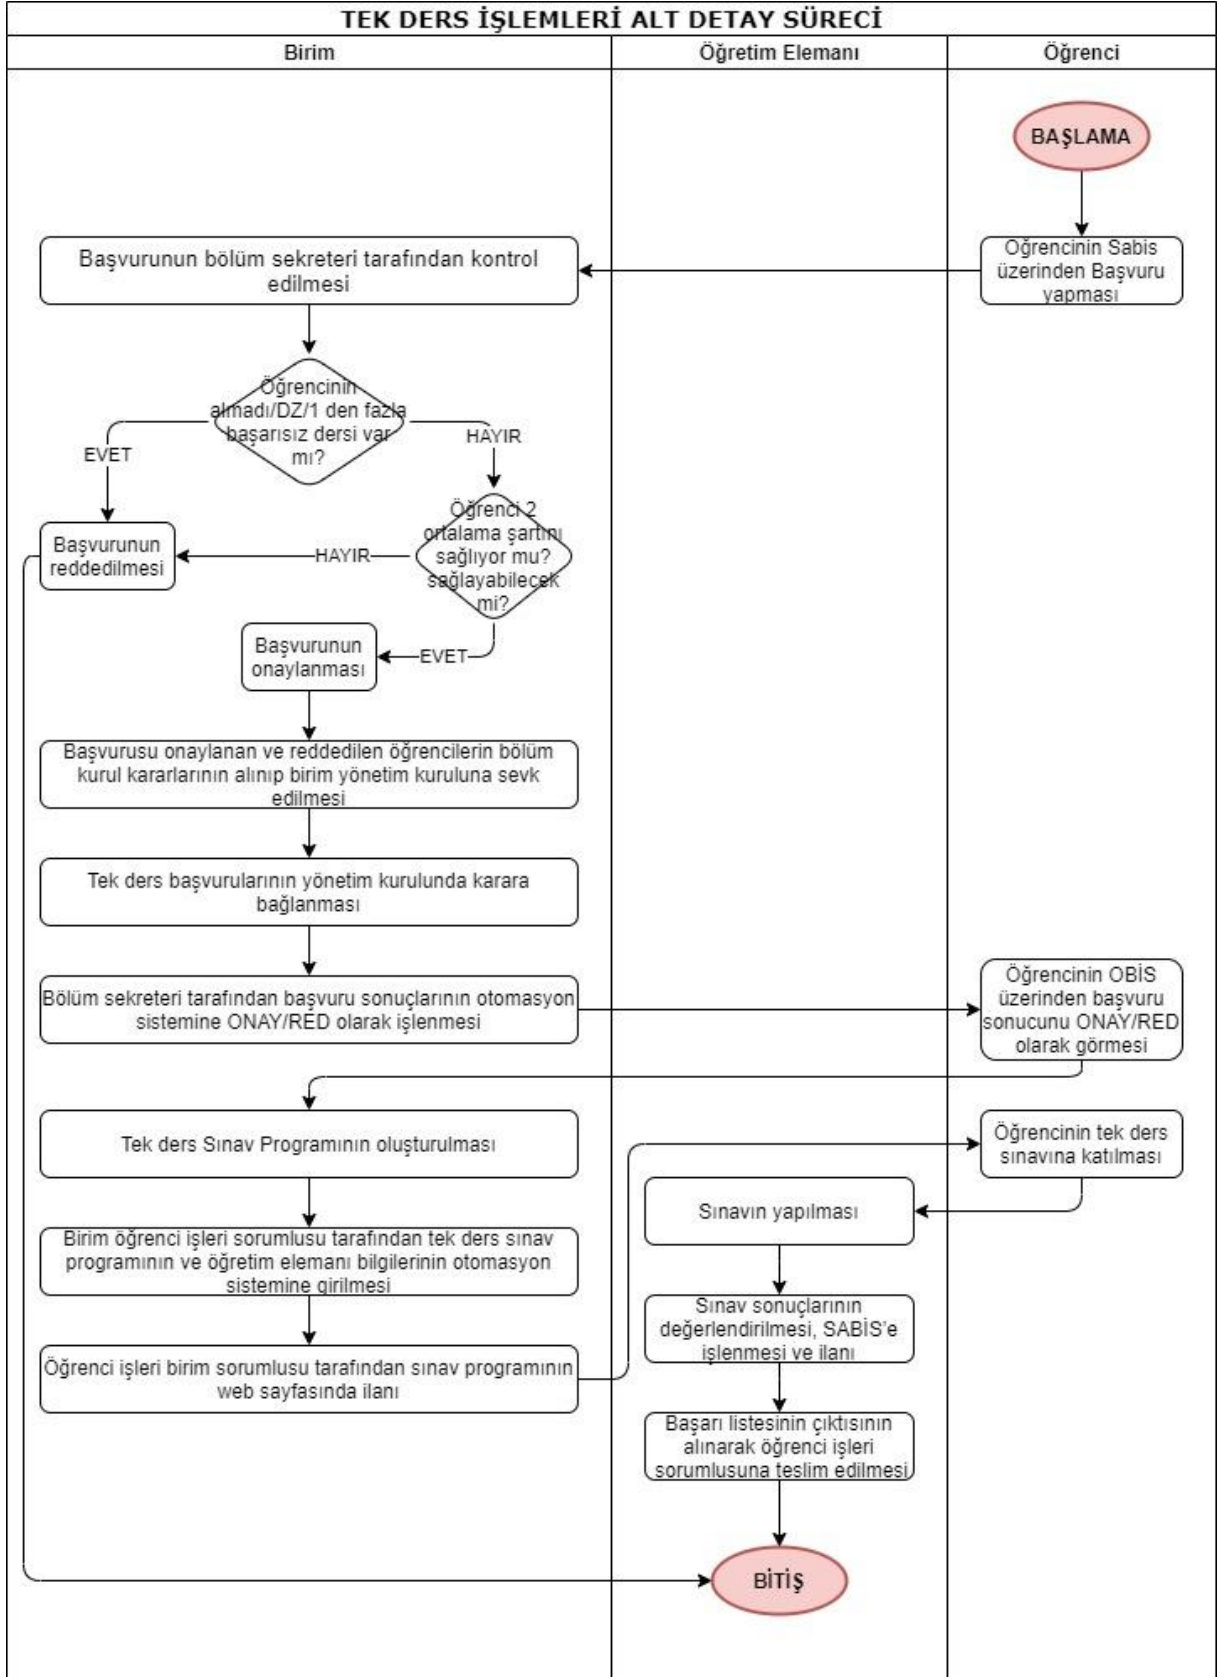 TEK DERS İŞLEMLERİ ALT DETAY SÜRECİ
Birim
Öğretim Elemanı
Öğrenci
BAŞLAMA
Öğrencinin Sabis
üzerinden Başvuru
yapması
Başvurunun bölüm sekreteri tarafından kontrol
edilmesi
Öğrencinin
almadı/DZ/1 den fazla
başarısız dersi var
mı?
EVET
HAYIR
Öğrenci 2
ortalama şartını
sağlıyor mu?
sağlayabilecek
mi?
HAYIR
Başvurunun
reddedilmesi
EVET
Başvurunun
onaylanması
Başvurusu onaylanan ve reddedilen öğrencilerin bölüm
kurul kararlarının alınıp birim yönetim kuruluna sevk
edilmesi
Tek ders başvurularının yönetim kurulunda karara
bağlanması
Bölüm sekreteri tarafından başvuru sonuçlarının otomasyon
sistemine ONAY/RED olarak işlenmesi
Öğrencinin OBİS
üzerinden başvuru
sonucunu ONAY/RED
olarak görmesi
Tek ders Sınav Programının oluşturulması
Birim öğrenci işleri sorumlusu tarafından tek ders sınav
programının ve öğretim elemanı bilgilerinin otomasyon
sistemine girilmesi
Öğrenci işleri birim sorumlusu tarafından sınav programının
web sayfasında ilanı
Öğrencinin tek ders
sınavına katılması
Sınavın yapılması
Sınav sonuçlarının
değerlendirilmesi, SABİS'e
işlenmesi ve ilanı
Başarı listesinin çıktısının
alınarak öğrenci işleri
sorumlusuna teslim edilmesi
BİTİŞ